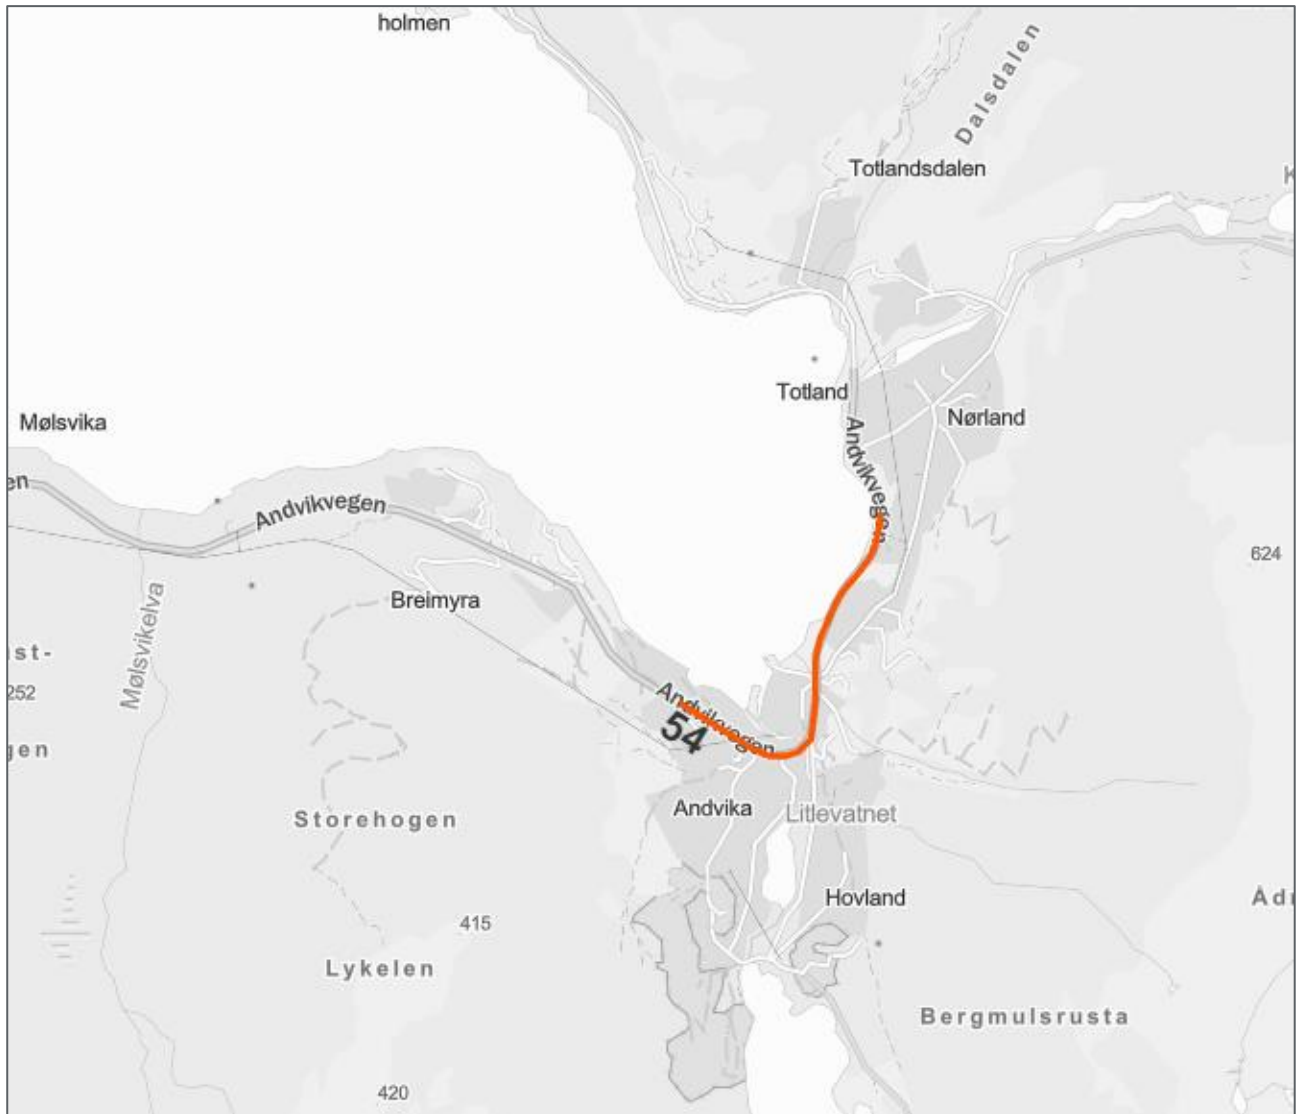 holmen
Dalsdalen
Totlandsdalen
Totland
Mølsvika
Nørland
Andvikvegen
Andvikvegen
624
Breimyra
Mølsvikelva
252
Andvikvegen
54
Andvika
Litlevatnet
Storehogen
Hovland
415
Lykelen
Bergmulsrusta
420